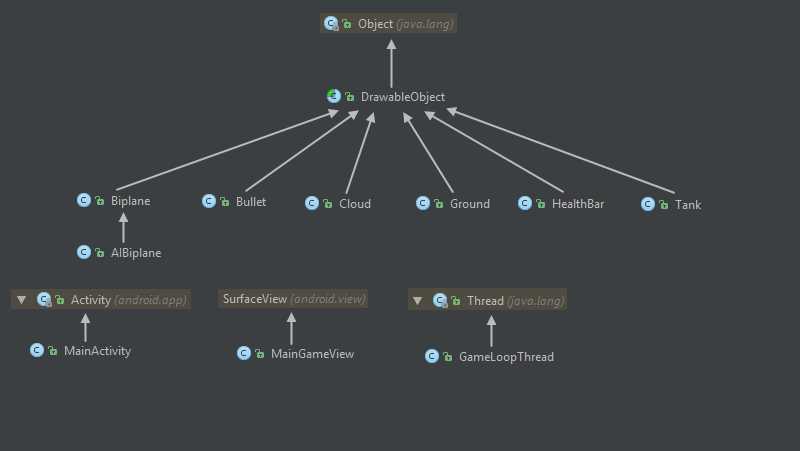 Object (java.lang)
DrawableObject
Biplane
Bullet
Cloud
Ground
HealthBar
Tank
AIBiplane
Activity (android.app)
SurfaceView (android.view)
Thread (java.lang)
MainActivity
MainGameView
GameLoopThread